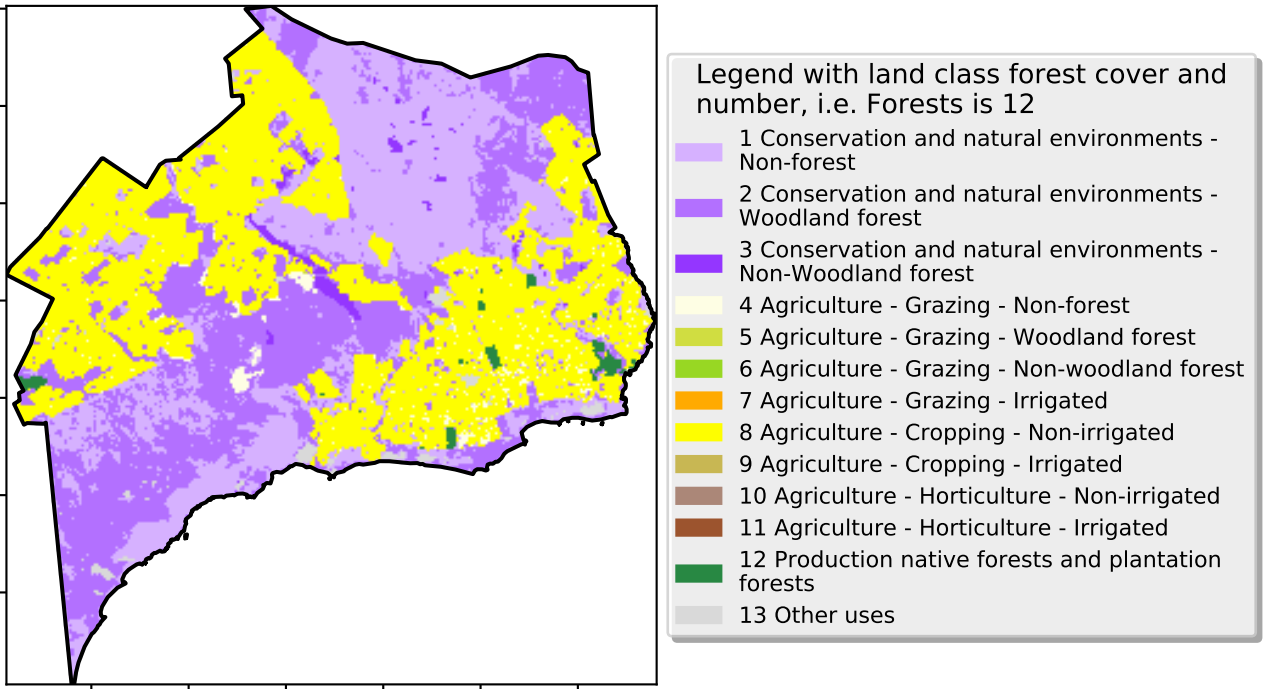 Legend with land class forest cover and
number, i.e. Forests is 12
1 Conservation and natural environments -
Non-forest
2 Conservation and natural environments -
Woodland forest
3 Conservation and natural environments -
Non-Woodland forest
4 Agriculture - Grazing - Non-forest
5 Agriculture - Grazing - Woodland forest
6 Agriculture - Grazing - Non-woodland forest
7 Agriculture - Grazing - Irrigated
8 Agriculture - Cropping - Non-irrigated
9 Agriculture - Cropping - Irrigated
10 Agriculture - Horticulture - Non-irrigated
11 Agriculture - Horticulture - Irrigated
12 Production native forests and plantation
forests
13 Other uses